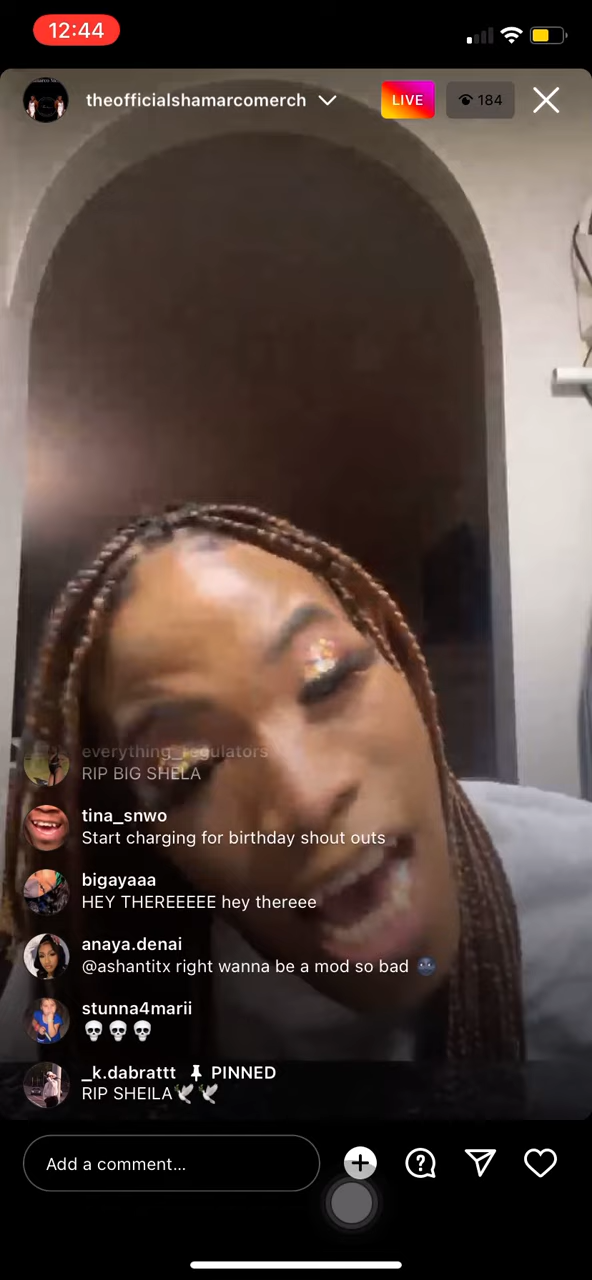 12:44
theofficialshamarcomerch
LIVE
184
everything_regulators
RIP BIG SHELA
tina_snwo
Start charging for birthday shout outs
bigayaaa
HEY THEREEEEE hey thereee
anaya.denai
@ashantitx right wanna be a mod so bad 🌚
stunna4marii
💀💀💀
_k.dabrattt PINNED
RIP SHEILA🕊️🕊️
Add a comment...